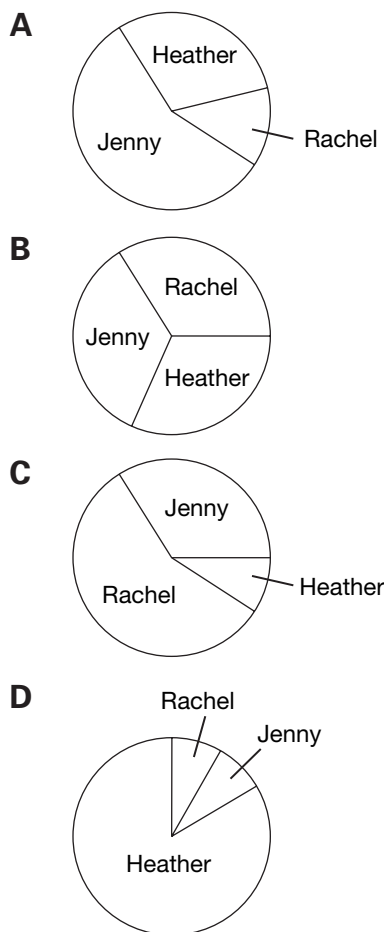 A
Heather
Jenny
Rachel
B
Rachel
Jenny
Heather
C
Jenny
Rachel
Heather
D
Rachel
Jenny
Heather